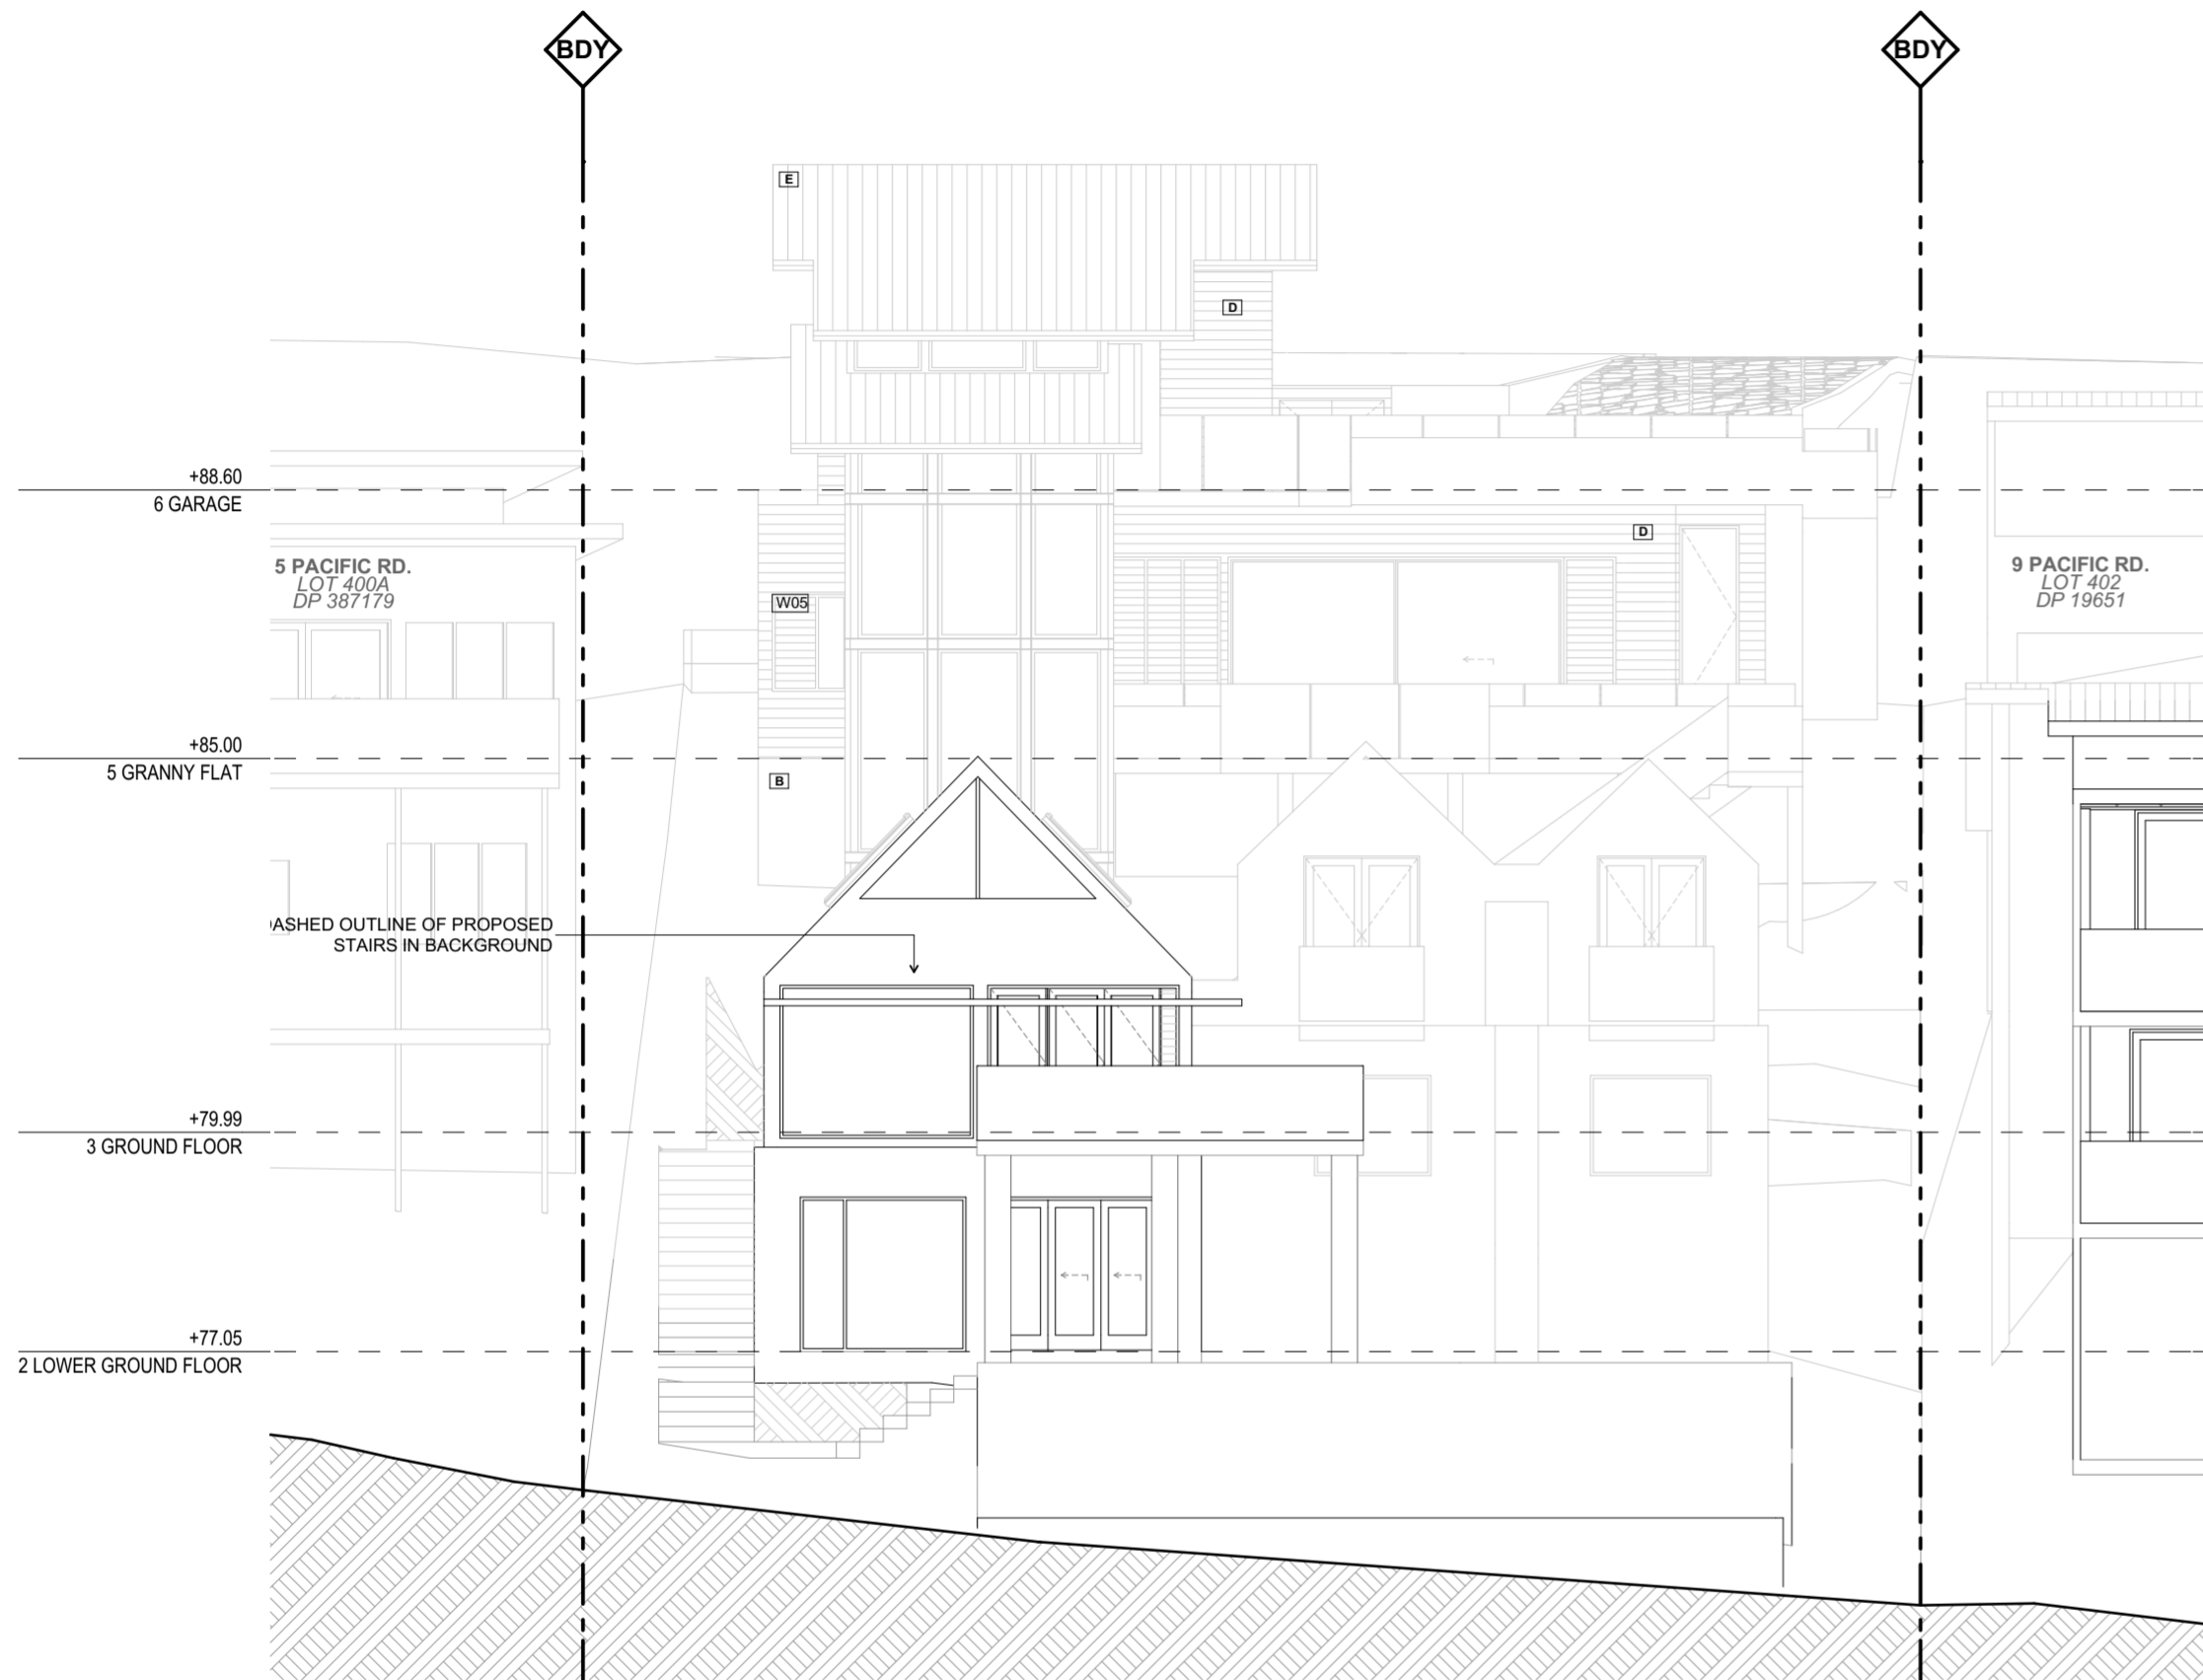 BDY
BDY
E
D
+88.60
6 GARAGE
D
5 PACIFIC RD.
LOT 400A
DP 387179
9 PACIFIC RD.
LOT 402
DP 19651
W05
+85.00
5 GRANNY FLAT
B
DASHED OUTLINE OF PROPOSED
STAIRS IN BACKGROUND
+79.99
3 GROUND FLOOR
+77.05
2 LOWER GROUND FLOOR